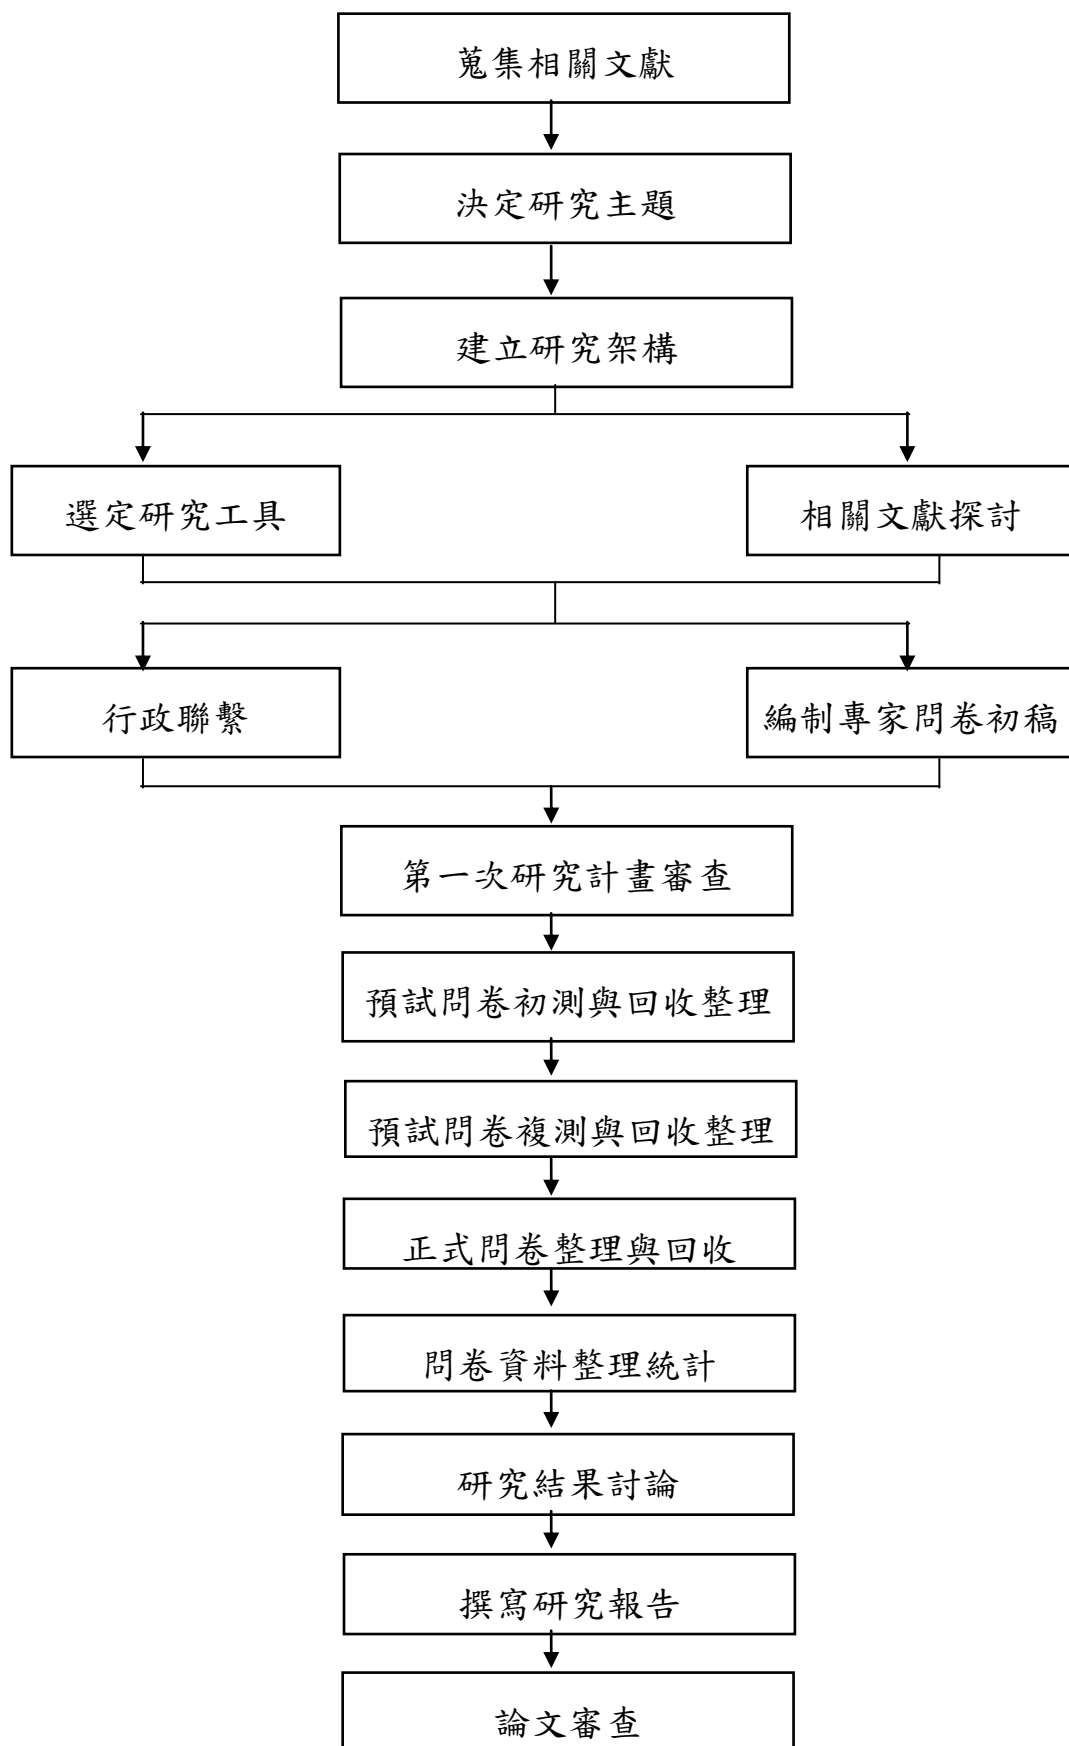 蒐集相關文獻
決定研究主題
建立研究架構
選定研究工具
相關文獻探討
行政聯繫
編制專家問卷初稿
第一次研究計畫審查
預試問卷初測與回收整理
預試問卷複測與回收整理
正式問卷整理與回收
問卷資料整理統計
研究結果討論
撰寫研究報告
論文審查